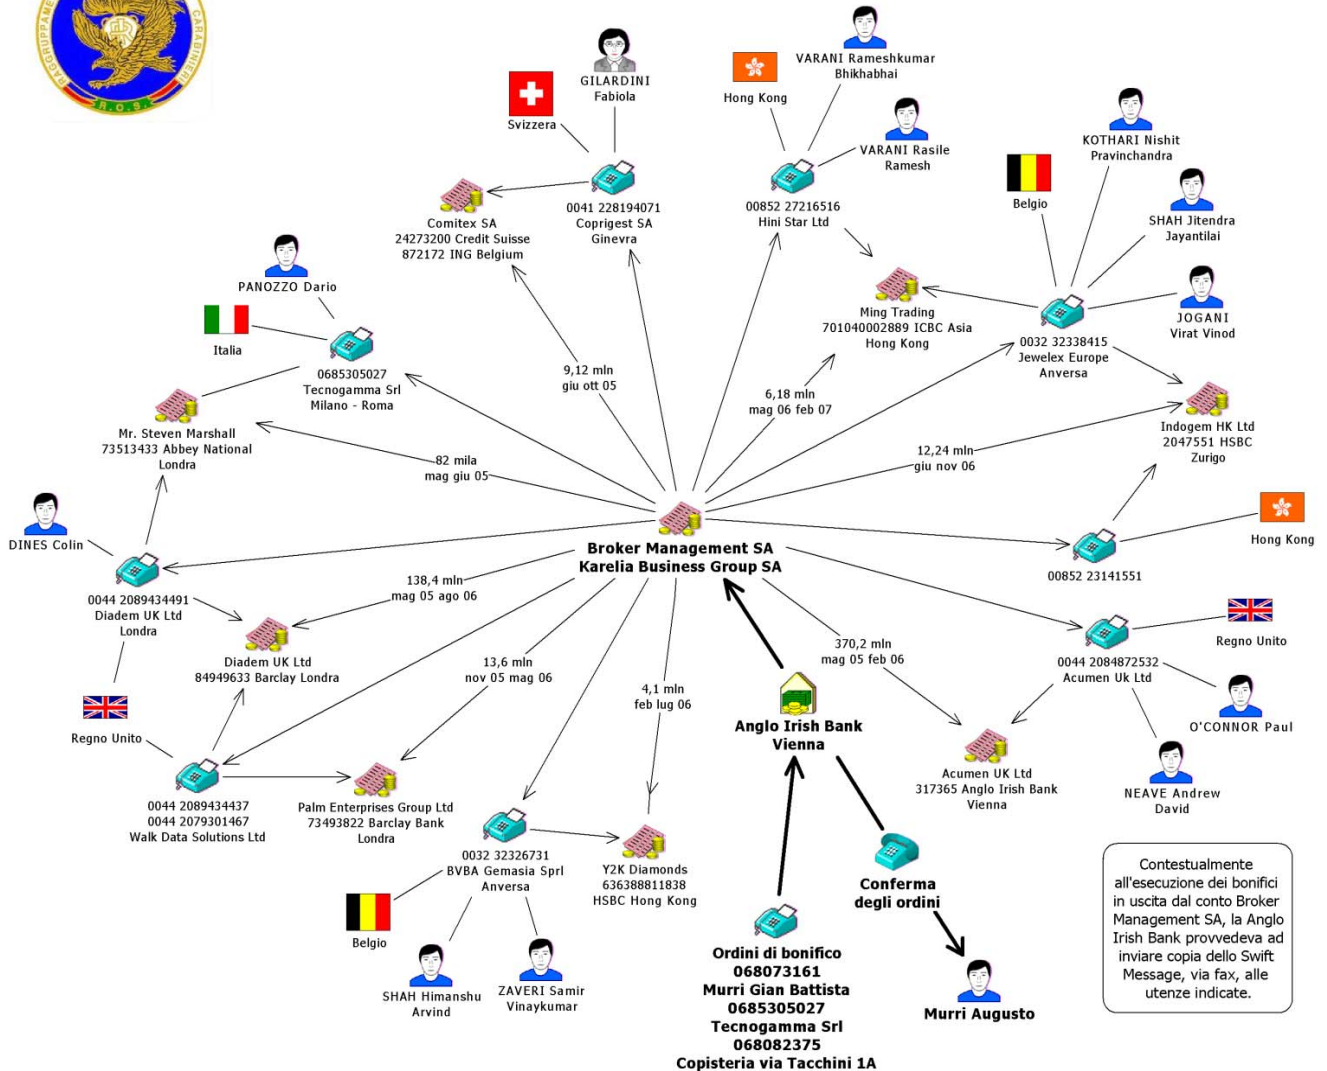 RAGGRUPPAME
CARABINIERI
R.O.S.
GILARDINI
Fabiola
Svizzera
0041 228194071
Coprigest SA
Ginevra
Comitex SA
24273200 Credit Suisse
872172 ING Belgium
VARANI Rameshkumar
Bhikhabhai
Hong Kong
VARANI Rasile
Ramesh
00852 27216516
Hini Star Ltd
KOTHARI Nishit
Pravinchandra
Belgio
SHAH Jitendra
Jayantilai
JOGANI
Virat Vinod
Ming Trading
701040002889 ICBC Asia
Hong Kong
0032 32338415
Jewelex Europe
Anversa
PANOZZO Dario
Italia
0685305027
Tecnogamma Srl
Milano - Roma
9,12 mln
giu ott 05
6,18 mln
mag 06 feb 07
Indogem HK Ltd
2047551 HSBC
Zurigo
12,24 mln
giu nov 06
Mr. Steven Marshall
73513433 Abbey National
Londra
82 mila
mag giu 05
DINES Colin
0044 2089434491
Diadem UK Ltd
Londra
Broker Management SA
Karelia Business Group SA
Hong Kong
00852 23141551
138,4 mln
mag 05 ago 06
Diadem UK Ltd
84949633 Barclay Londra
Regno Unito
0044 2089434437
0044 2079301467
Walk Data Solutions Ltd
13,6 mln
nov 05 mag 06
4,1 mln
feb lug 06
370,2 mln
mag 05 feb 06
0044 2084872532
Acumen Uk Ltd
Regno Unito
O'CONNOR Paul
NEAVE Andrew
David
Anglo Irish Bank
Vienna
Acumen UK Ltd
317365 Anglo Irish Bank
Vienna
Palm Enterprises Group Ltd
73493822 Barclay Bank
Londra
0032 32326731
BVBA Gemasia Sprl
Anversa
Y2K Diamonds
636388811838
HSBC Hong Kong
Belgio
SHAH Himanshu
Arvind
ZAVERI Samir
Vinaykumar
Conferma
degli ordini
Ordini di bonifico
068073161
Murri Gian Battista
0685305027
Tecnogamma Srl
068082375
Copisteria via Tacchini 1A
Murri Augusto
Contestualmente
all'esecuzione dei bonifici
in uscita dal conto Broker
Management SA, la Anglo
Irish Bank provvedeva ad
inviare copia dello Swift
Message, via fax, alle
utenze indicate.